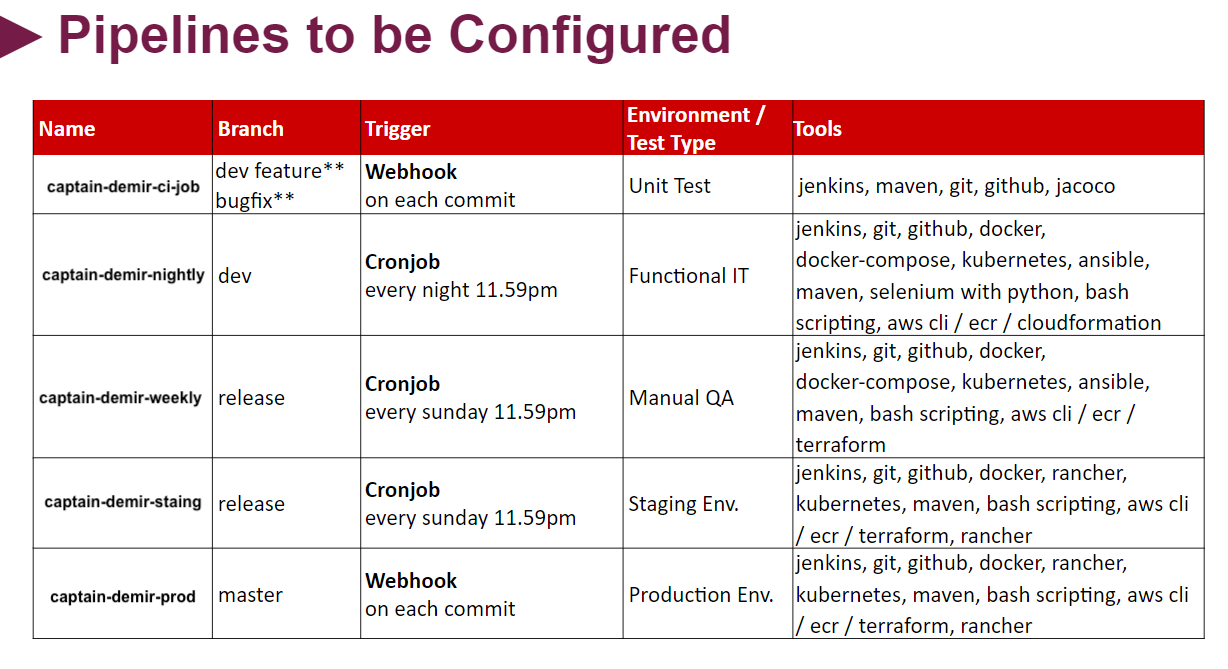 Pipelines to be Configured
Name
Branch
Trigger
Environment /
Test Type
Tools
captain-demir-ci-job
dev feature**
bugfix**
Webhook
on each commit
Unit Test
jenkins, maven, git, github, jacoco
captain-demir-nightly
dev
Cronjob
every night 11.59pm
Functional IT
jenkins, git, github, docker,
docker-compose, kubernetes, ansible,
maven, selenium with python, bash
scripting, aws cli / ecr / cloudformation
captain-demir-weekly
release
Cronjob
every sunday 11.59pm
Manual QA
jenkins, git, github, docker,
docker-compose, kubernetes, ansible,
maven, bash scripting, aws cli / ecr /
terraform
captain-demir-staing
release
Cronjob
every sunday 11.59pm
Staging Env.
jenkins, git, github, docker, rancher,
kubernetes, maven, bash scripting, aws cli
/ ecr / terraform, rancher
captain-demir-prod
master
Webhook
on each commit
Production Env.
jenkins, git, github, docker, rancher,
kubernetes, maven, bash scripting, aws cli
/ ecr / terraform, rancher